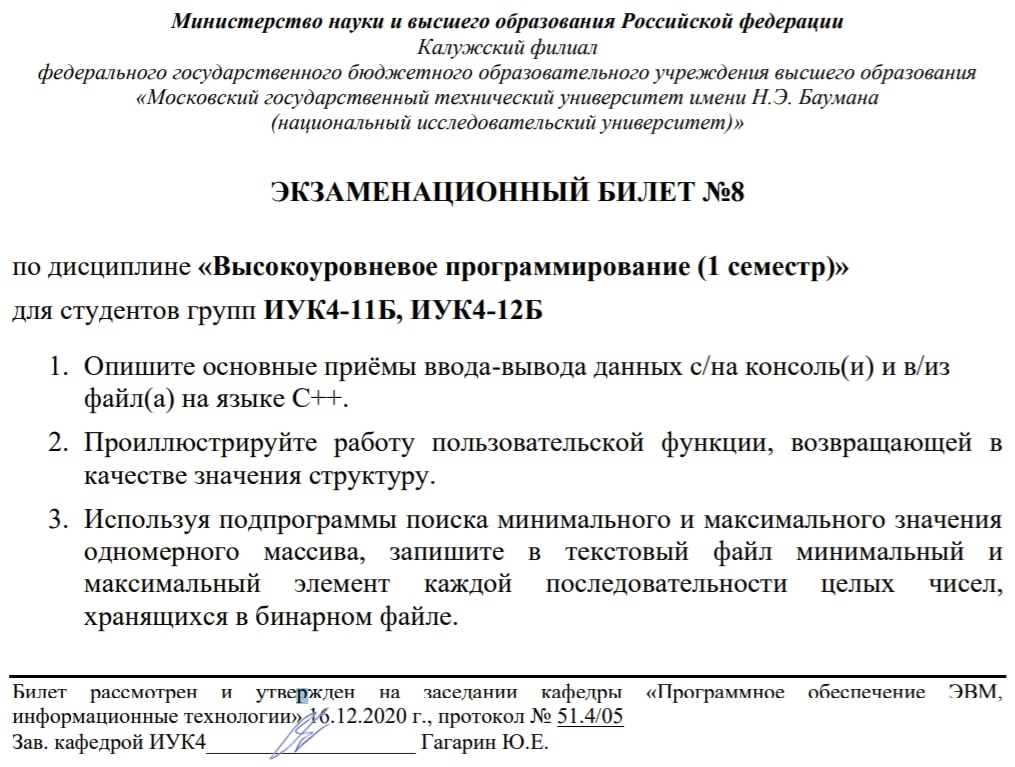 Министерство науки и высшего образования Российской федерации
Калужский филиал
федерального государственного бюджетного образовательного учреждения высшего образования
«Московский государственный технический университет имени Н.Э. Баумана
(национальный исследовательский университет)»
ЭКЗАМЕНАЦИОННЫЙ БИЛЕТ №8
по дисциплине «Высокоуровневое программирование (1 семестр)»
для студентов групп ИУК4-11Б, ИУК4-12Б
1. Опишите основные приёмы ввода-вывода данных с/на консоль(и) и в/из
файл(а) на языке C++.
2. Проиллюстрируйте работу пользовательской функции, возвращающей в
качестве значения структуру.
3. Используя подпрограммы поиска минимального и максимального значения
одномерного массива, запишите в текстовый файл минимальный и
максимальный элемент каждой последовательности целых чисел,
хранящихся в бинарном файле.
Билет рассмотрен и утвержден на заседании кафедры «Программное обеспечение ЭВМ,
информационные технологии» 16.12.2020 г., протокол № 51.4/05
Зав. кафедрой ИУК4___________________ Гагарин Ю.Е.